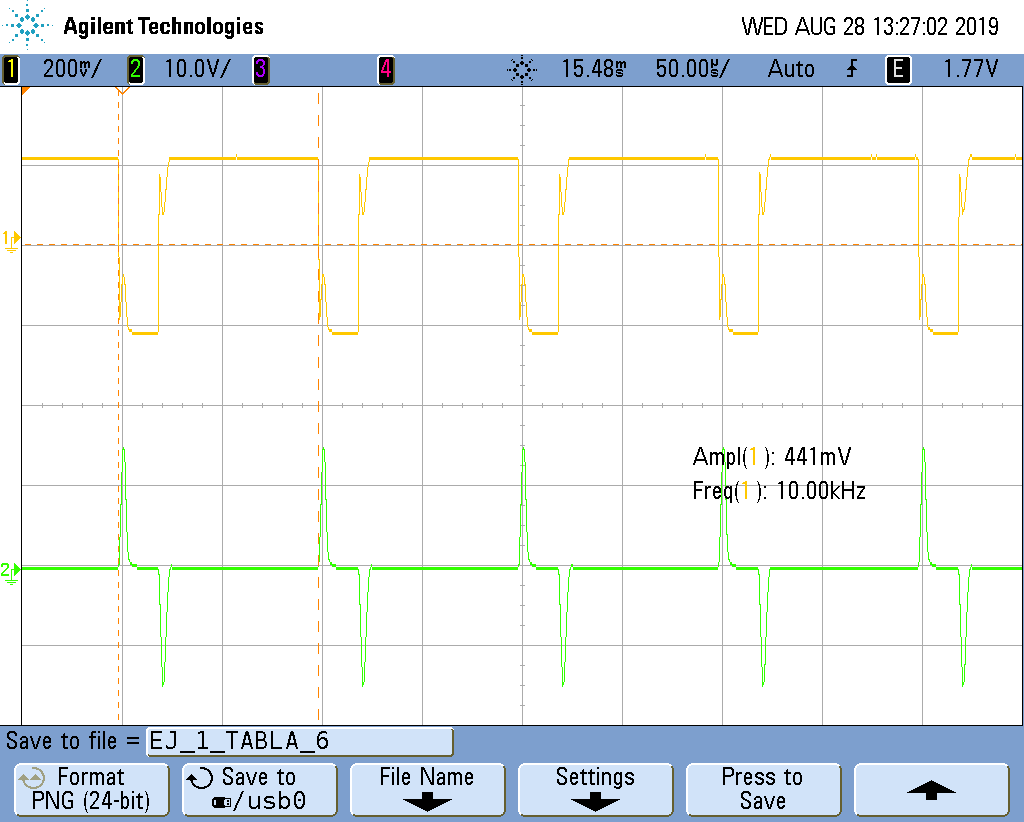 Agilent Technologies
WED AUG 28 13:27:02 2019
1 200mV/ 2 10.0V/ 3 4 15.48ms 50.00us/ Auto E 1.77V
1
Ampl(1): 441mV
Freq(1): 10.00kHz
2
Save to file = EJ_1_TABLA_6
Format
PNG (24-bit)
Save to
/usb0
File Name
Settings
Press to
Save